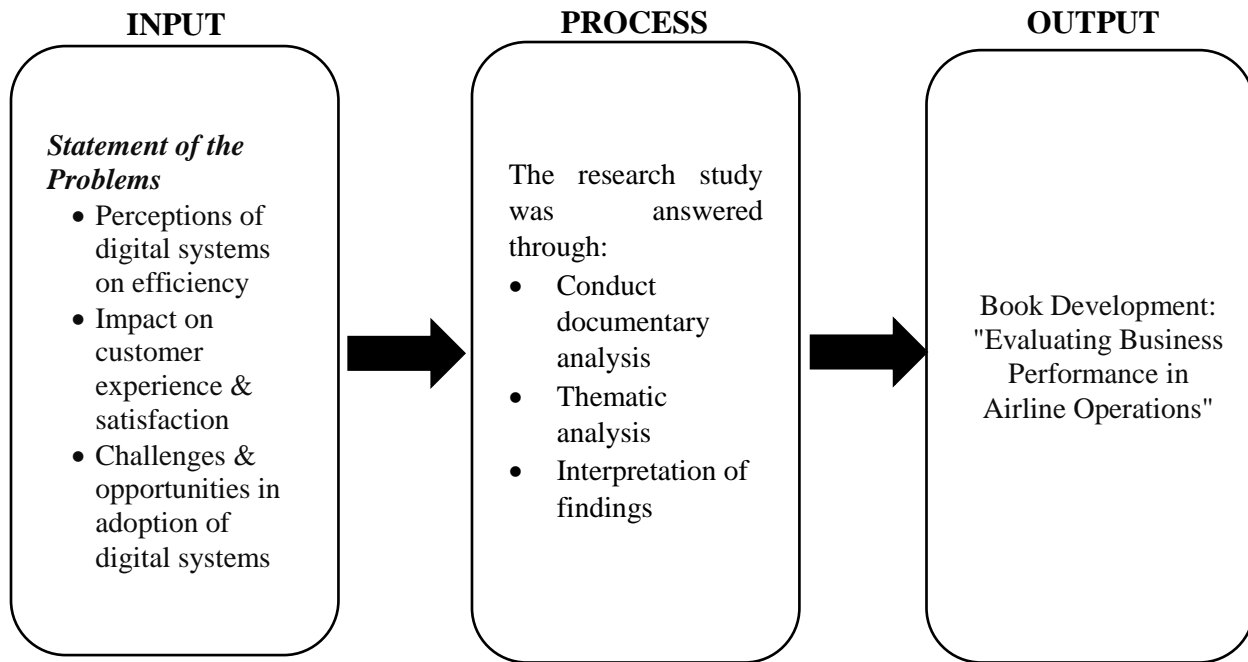 INPUT
Statement of the
Problems
• Perceptions of
digital systems
on efficiency
• Impact on
customer
experience &
satisfaction
• Challenges &
opportunities in
adoption of
digital systems
PROCESS
The research study
was answered
through:
• Conduct
documentary
analysis
• Thematic
analysis
• Interpretation of
findings
OUTPUT
Book Development:
"Evaluating Business
Performance in
Airline Operations"